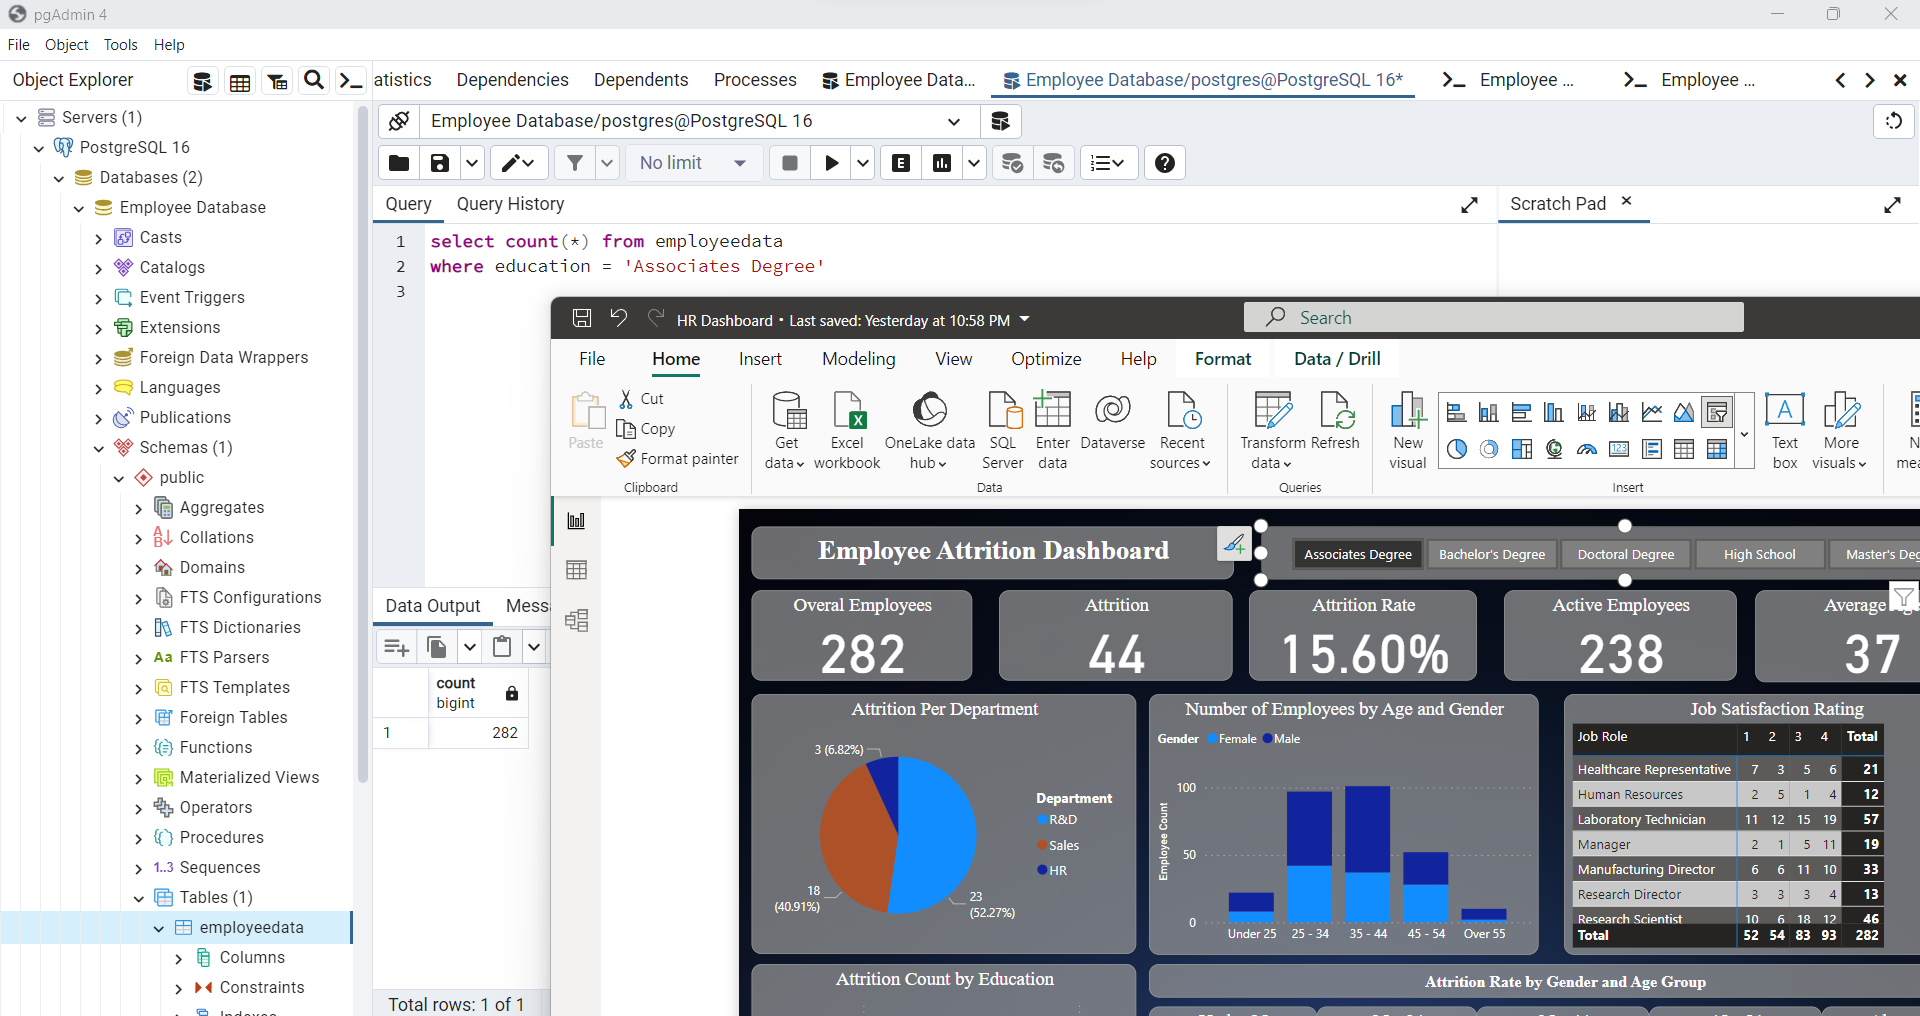 pgAdmin 4
File Object Tools Help
Object Explorer
atistics Dependencies Dependents Processes Employee Data... Employee Database/postgres@PostgreSQL 16* Employee ... Employee ...
Servers (1)
PostgreSQL 16
Databases (2)
Employee Database
Casts
Catalogs
Event Triggers
Extensions
Foreign Data Wrappers
Languages
Publications
Schemas (1)
public
Aggregates
Collations
Domains
FTS Configurations
FTS Dictionaries
Aa FTS Parsers
FTS Templates
Foreign Tables
Functions
Materialized Views
Operators
Procedures
1..3 Sequences
Tables (1)
employeedata
Columns
Constraints
Employee Database/postgres@PostgreSQL 16
No limit
E
Query Query History
Scratch Pad
1 select count(*) from employeedata
2 where education = 'Associates Degree'
3
Data Output Mess
count
bigint
1 282
Total rows: 1 of 1
HR Dashboard • Last saved: Yesterday at 10:58 PM
Search
File Home Insert Modeling View Optimize Help Format Data / Drill
Paste
Cut
Copy
Format painter
Clipboard
Get data
Excel workbook
OneLake data hub
SQL Server
Enter data
Dataverse
Recent sources
Data
Transform data
Refresh
Queries
New visual
123
Text box
More visuals
Insert
N
mea
Employee Attrition Dashboard
Associates Degree Bachelor's Degree Doctoral Degree High School Master's Deg
Overal Employees
282
Attrition
44
Attrition Rate
15.60%
Active Employees
238
Average Age
37
Attrition Per Department
3 (6.82%)
18
(40.91%)
23
(52.27%)
Department
R&D
Sales
HR
Number of Employees by Age and Gender
Gender Female Male
Employee Count
100
50
0
Under 25 25 - 34 35 - 44 45 - 54 Over 55
Job Satisfaction Rating
Job Role 1 2 3 4 Total
Healthcare Representative 7 3 5 6 21
Human Resources 2 5 1 4 12
Laboratory Technician 11 12 15 19 57
Manager 2 1 5 11 19
Manufacturing Director 6 6 11 10 33
Research Director 3 3 3 4 13
Research Scientist 10 6 18 12 46
Total 52 54 83 93 282
Attrition Count by Education
Attrition Rate by Gender and Age Group